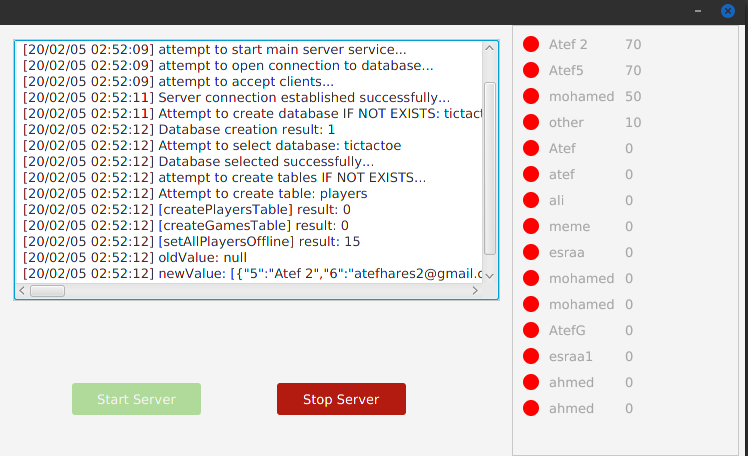 [20/02/05 02:52:09] attempt to start main server service...
[20/02/05 02:52:09] attempt to open connection to database...
[20/02/05 02:52:09] attempt to accept clients...
[20/02/05 02:52:11] Server connection established successfully...
[20/02/05 02:52:11] Attempt to create database IF NOT EXISTS: tictact
[20/02/05 02:52:12] Database creation result: 1
[20/02/05 02:52:12] Attempt to select database: tictactoe
[20/02/05 02:52:12] Database selected successfully...
[20/02/05 02:52:12] attempt to create tables IF NOT EXISTS...
[20/02/05 02:52:12] Attempt to create table: players
[20/02/05 02:52:12] [createPlayersTable] result: 0
[20/02/05 02:52:12] [createGamesTable] result: 0
[20/02/05 02:52:12] [setAllPlayersOffline] result: 15
[20/02/05 02:52:12] oldValue: null
[20/02/05 02:52:12] newValue: [{"5":"Atef 2","6":"atefhares2@gmail.c
Start Server
Stop Server
Atef 2 70
Atef5 70
mohamed 50
other 10
Atef 0
atef 0
ali 0
meme 0
esraa 0
mohamed 0
mohamed 0
AtefG 0
esraa1 0
ahmed 0
ahmed 0